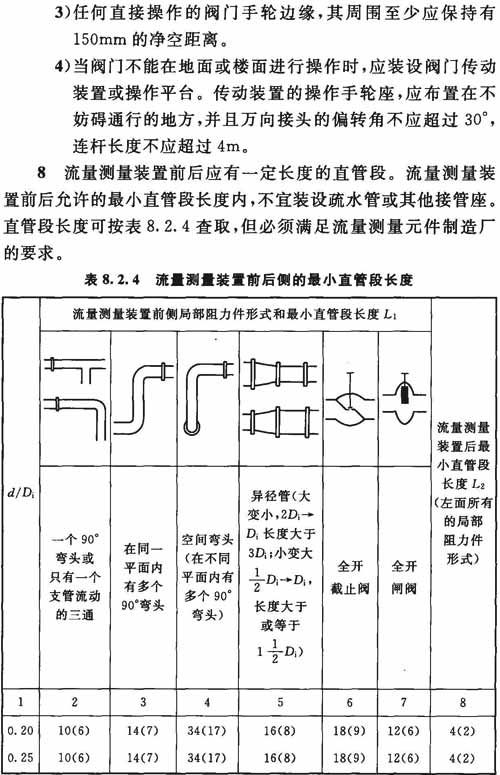 3)任何直接操作的阀门手轮边缘,其周围至少应保持有
150mm的净空距离。
4)当阀门不能在地面或楼面进行操作时,应装设阀门传动
装置或操作平台。传动装置的操作手轮座,应布置在不
妨碍通行的地方,并且万向接头的偏转角不应超过30°,
连杆长度不应超过4m。
8 流量测量装置前后应有一定长度的直管段。流量测量装
置前后允许的最小直管段长度内,不宜装设疏水管或其他接管座。
直管段长度可按表8.2.4查取,但必须满足流量测量元件制造厂
的要求。
表8.2.4 流量测量装置前后侧的最小直管段长度
d/Di
流量测量装置前侧局部阻力件形式和最小直管段长度L1
一个90°
弯头或
只有一个
支管流动
的三通
在同一
平面内
有多个
90°弯头
空间弯头
(在不同
平面内有
多个90°
弯头)
异径管(大
变小,2Di→
Di长度大于
3Di;小变大
1/2Di→Di,
长度大于
或等于
1 1/2Di)
全开
截止阀
全开
闸阀
流量测量
装置后最
小直管段
长度L2
(左面所有
的局部
阻力件
形式)
1 2 3 4 5 6 7 8
0.20 10(6) 14(7) 34(17) 16(8) 18(9) 12(6) 4(2)
0.25 10(6) 14(7) 34(17) 16(8) 18(9) 12(6) 4(2)